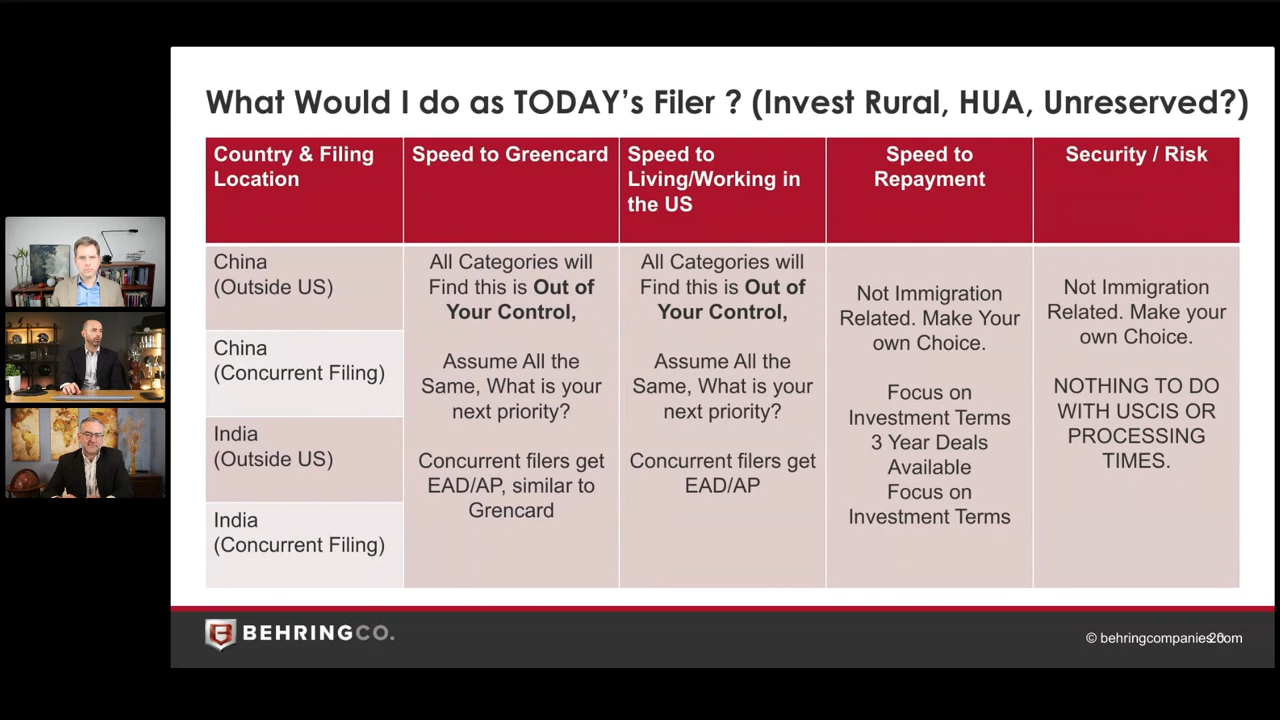 What Would I do as TODAY's Filer ? (Invest Rural, HUA, Unreserved?)
Country & Filing
Location
Speed to Greencard
Speed to
Living/Working in
the US
Speed to
Repayment
Security / Risk
China
(Outside US)
China
(Concurrent Filing)
India
(Outside US)
India
(Concurrent Filing)
All Categories will
Find this is Out of
Your Control,
Assume All the
Same, What is your
next priority?
Concurrent filers get
EAD/AP, similar to
Grencard
All Categories will
Find this is Out of
Your Control,
Assume All the
Same, What is your
next priority?
Concurrent filers get
EAD/AP
Not Immigration
Related. Make Your
own Choice.
Focus on
Investment Terms
3 Year Deals
Available
Focus on
Investment Terms
Not Immigration
Related. Make your
own Choice.
NOTHING TO DO
WITH USCIS OR
PROCESSING
TIMES.
BEHRINGCO.
© behringcompanies.com
20